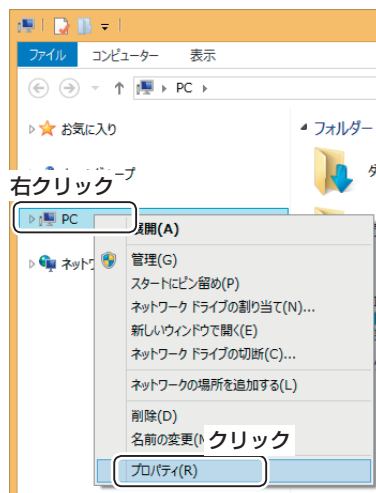 ファイル コンピューター 表示
PC
お気に入り
フォルダー
右クリック
PC
展開(A)
管理(G)
スタートにピン留め(P)
ネットワーク ドライブの割り当て(N)...
新しいウィンドウで開く(E)
ネットワーク ドライブの切断(C)...
ネットワークの場所を追加する(L)
削除(D)
名前の変更(
クリック
プロパティ(R)